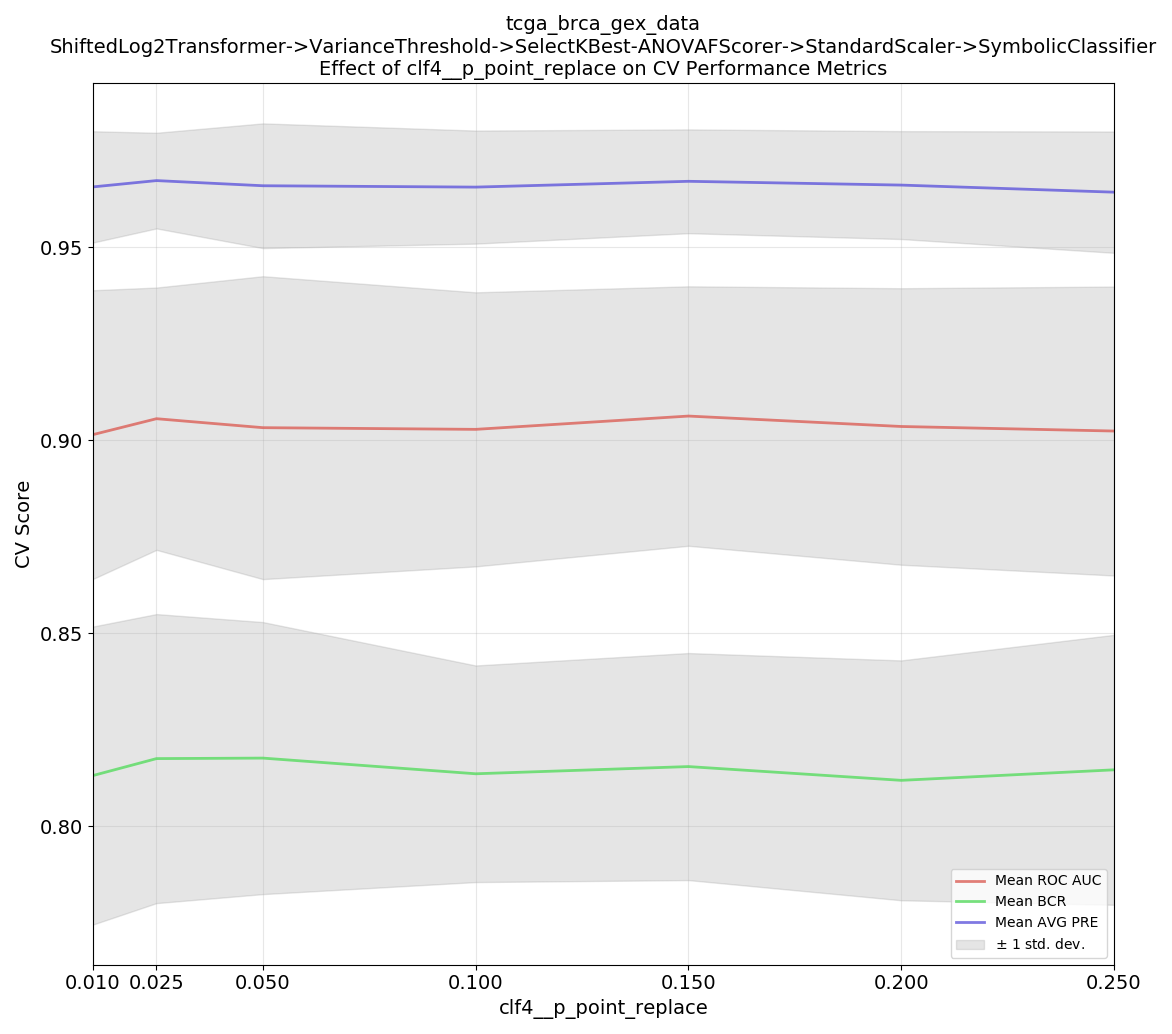 tcga_brca_gex_data
ShiftedLog2Transformer->VarianceThreshold->SelectKBest-ANOVAFScorer->StandardScaler->SymbolicClassifier
Effect of clf4__p_point_replace on CV Performance Metrics
CV Score
0.95
0.90
0.85
0.80
Mean ROC AUC
Mean BCR
Mean AVG PRE
± 1 std. dev.
0.010 0.025 0.050 0.100 0.150 0.200 0.250
clf4__p_point_replace